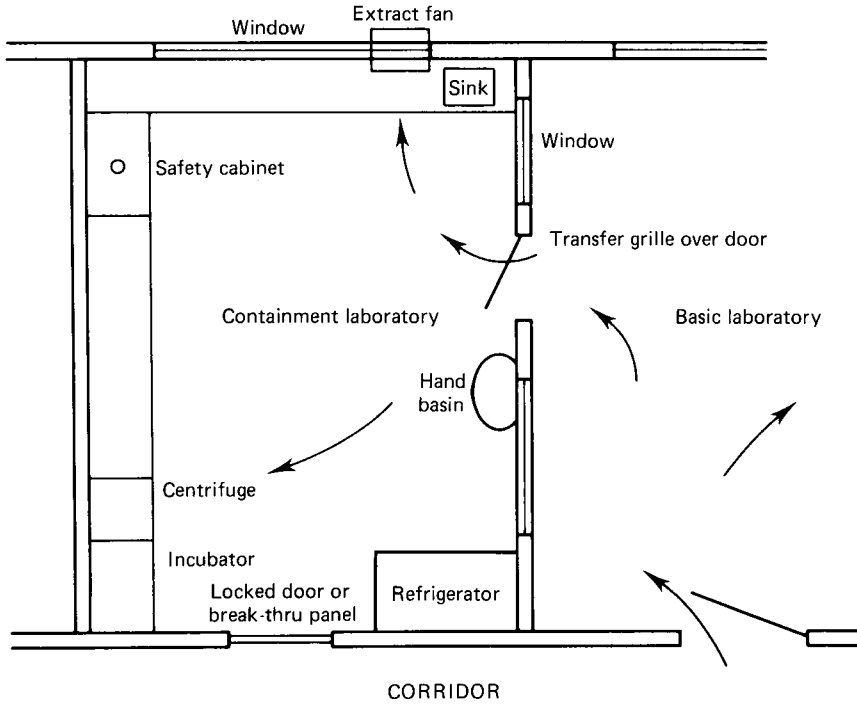 Extract fan
Window
Sink
Window
Safety cabinet
Transfer grille over door
Containment laboratory
Basic laboratory
Hand
basin
Centrifuge
Incubator
Locked door or
break-thru panel
Refrigerator
CORRIDOR